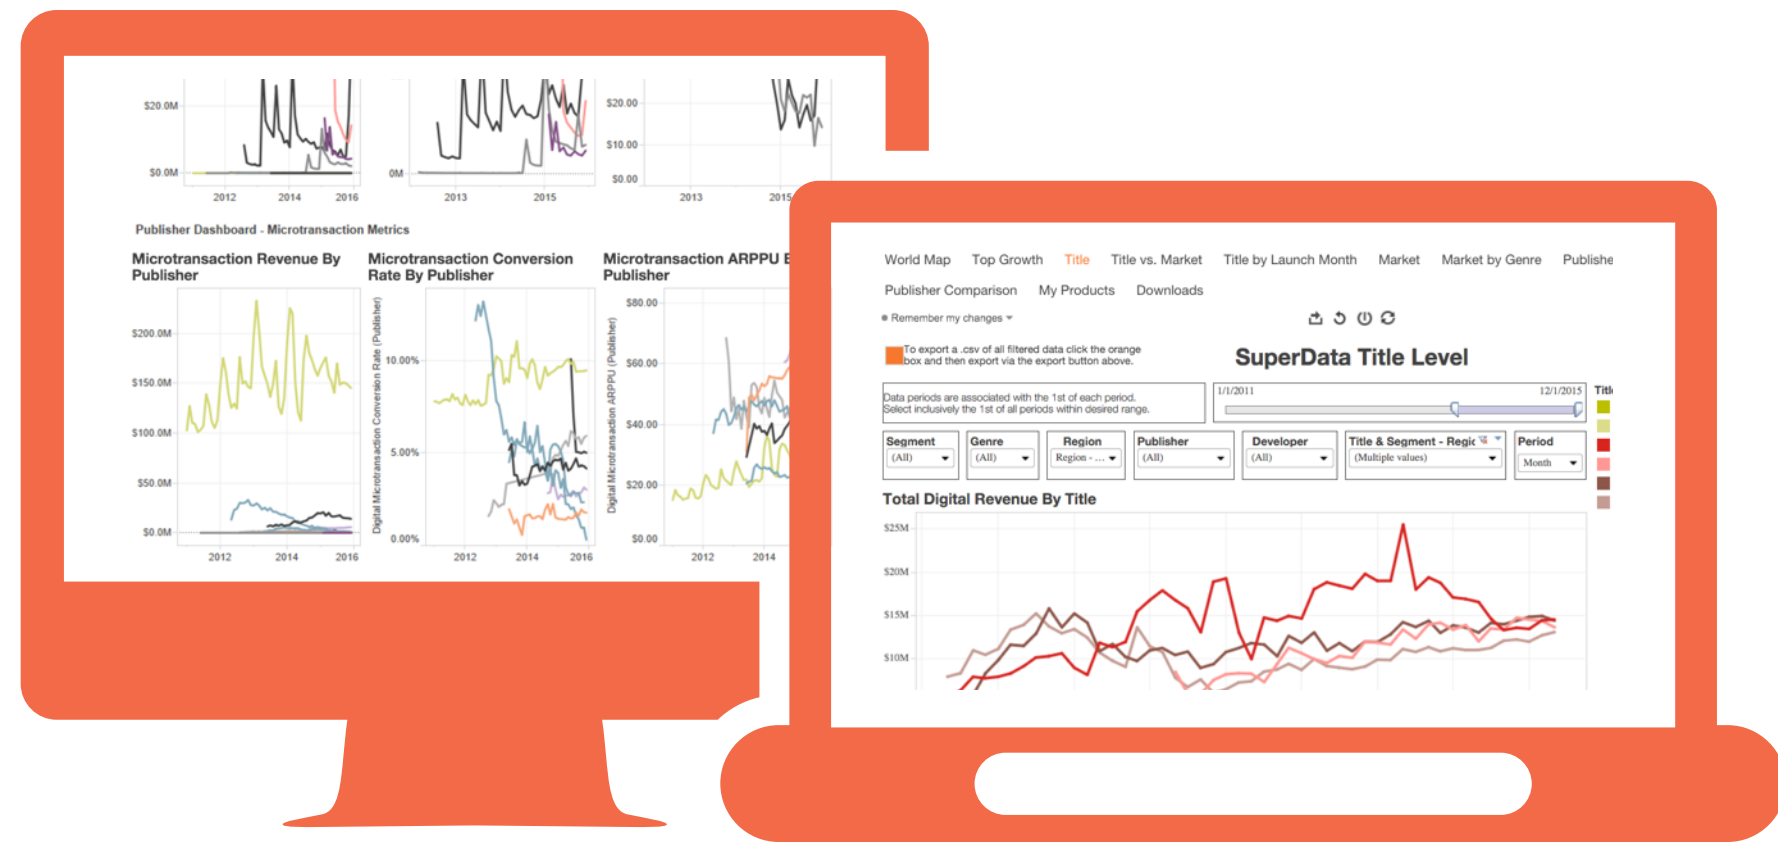 $20.0M
$0.0M
2012 2014 2016
0M
2013 2015
$20.00
$10.00
$0.00
2013 2015
Publisher Dashboard - Microtransaction Metrics
Microtransaction Revenue By
Publisher
$200.0M
$150.0M
$100.0M
$50.0M
$0.0M
2012 2014 2016
Microtransaction Conversion
Rate By Publisher
Digital Microtransaction Conversion Rate (Publisher)
10.00%
5.00%
0.00%
2012 2014 2016
Microtransaction ARPPU
Publisher
Digital Microtransaction ARPPU (Publisher)
$80.00
$60.00
$40.00
$20.00
$0.00
2012 2014
World Map Top Growth Title Title vs. Market Title by Launch Month Market Market by Genre Publishe
Publisher Comparison My Products Downloads
Remember my changes
To export a .csv of all filtered data click the orange
box and then export via the export button above.
SuperData Title Level
Data periods are associated with the 1st of each period.
Select inclusively the 1st of all periods within desired range.
1/1/2011 12/1/2015
Title
Segment Genre Region Publisher Developer Title & Segment - Regic Period
(All) (All) Region - ... (All) (All) (Multiple values) Month
Total Digital Revenue By Title
$25M
$20M
$15M
$10M